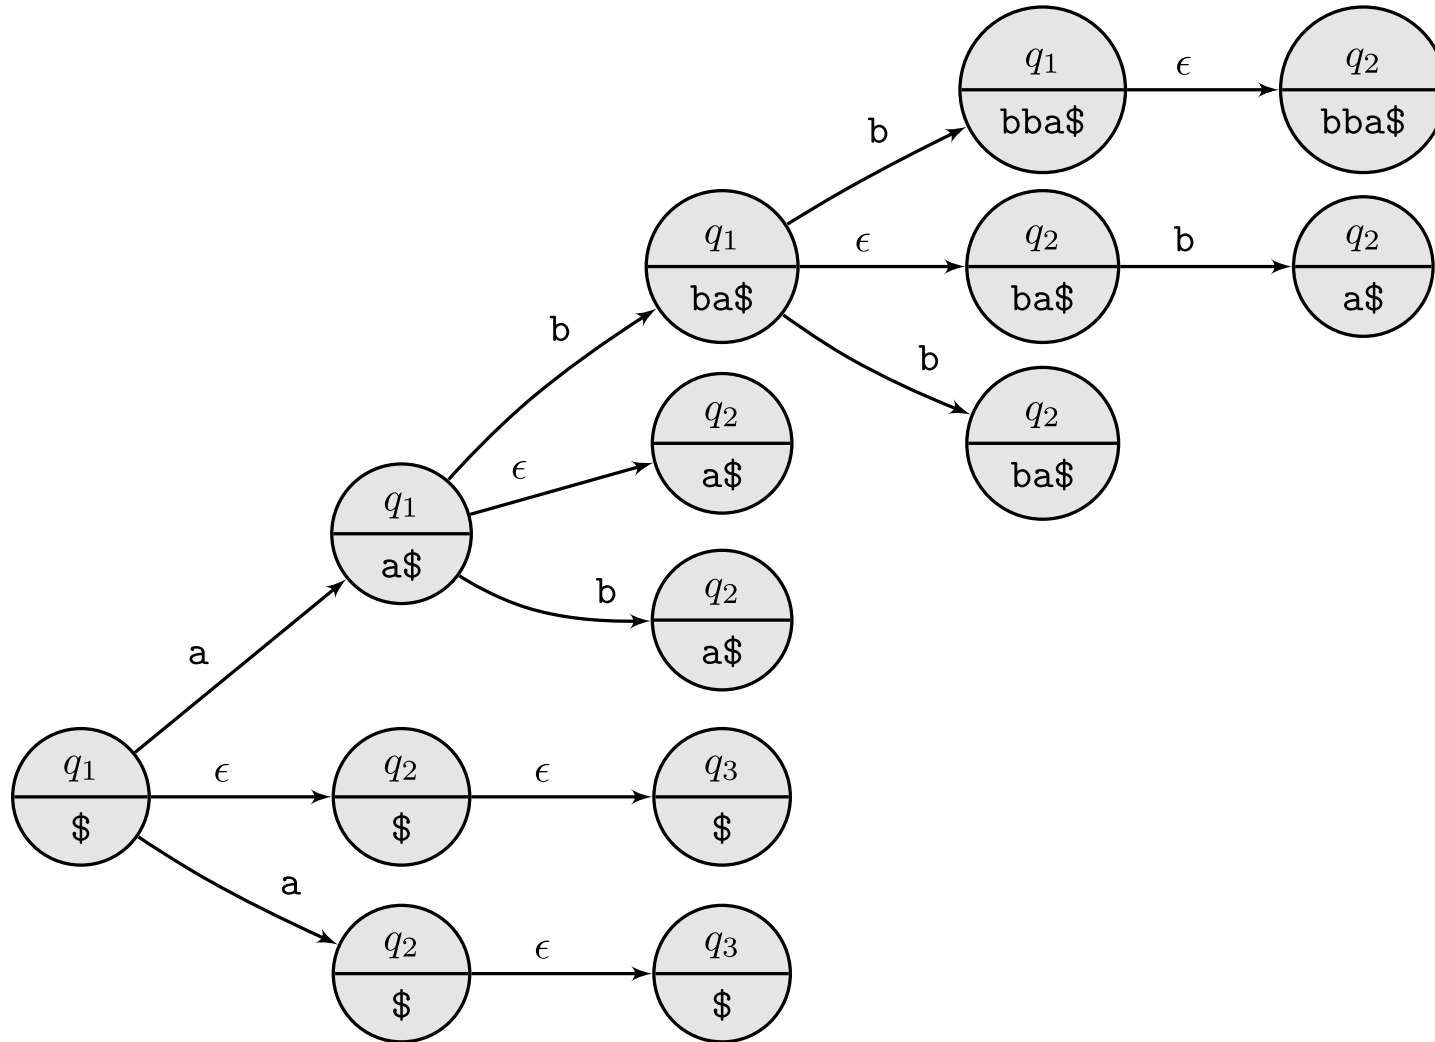 q₁ ϵ q₂
bba$ bba$
b
q₁ ϵ q₂ b q₂
ba$ ba$ a$
b b
q₂ q₂
a$ ba$
ϵ
q₁
a$
b q₂
a$
a
q₁ ϵ q₂ ϵ q₃
$ $ $
a
q₂ ϵ q₃
$ $